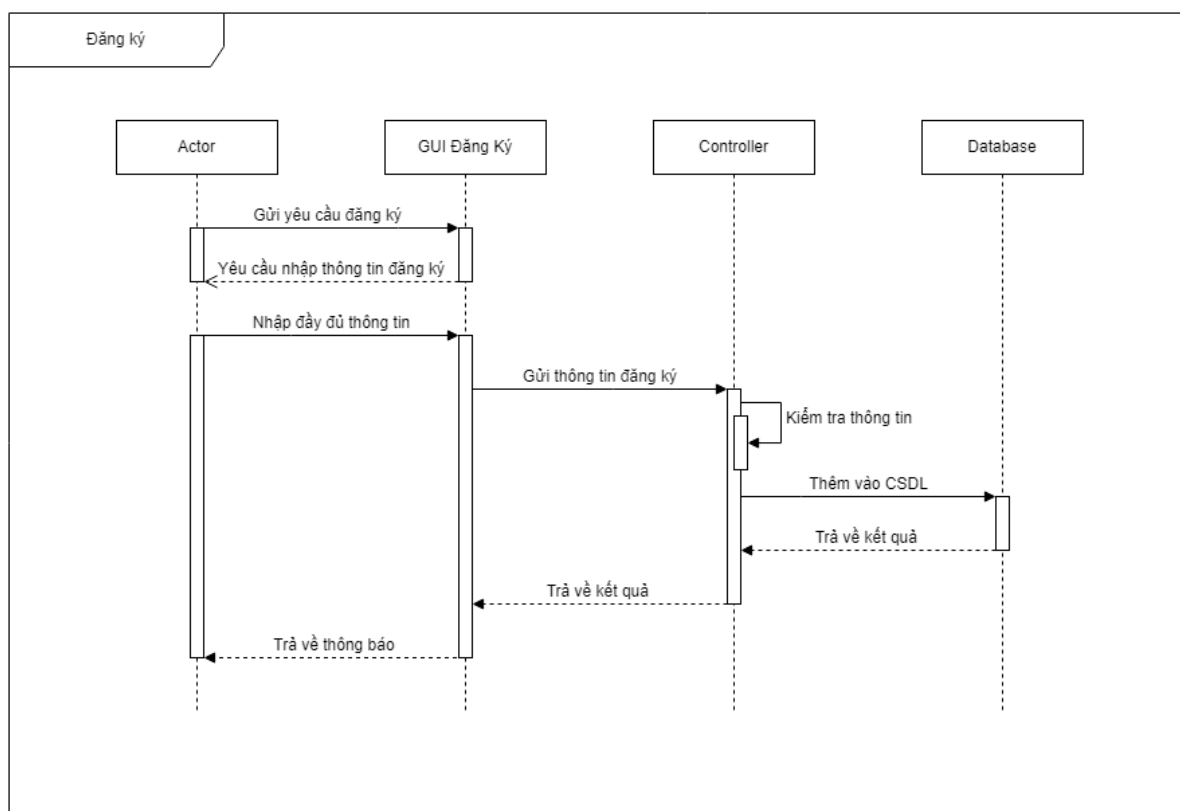 Đăng ký
Actor
GUI Đăng Ký
Controller
Database
Gửi yêu cầu đăng ký
Yêu cầu nhập thông tin đăng ký
Nhập đầy đủ thông tin
Gửi thông tin đăng ký
Kiểm tra thông tin
Thêm vào CSDL
Trả về kết quả
Trả về kết quả
Trả về thông báo